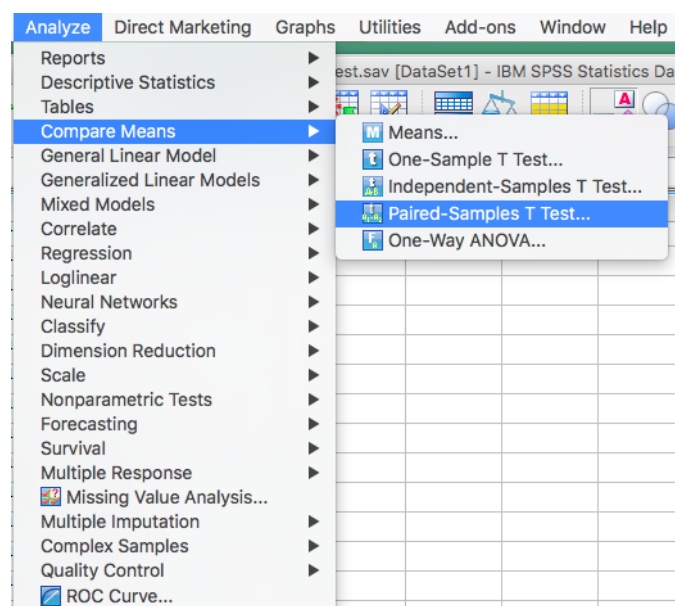 Analyze Direct Marketing Graphs Utilities Add-ons Window Help
est.sav [DataSet1] - IBM SPSS Statistics Da
Reports
Descriptive Statistics
Tables
Compare Means
General Linear Model
Generalized Linear Models
Mixed Models
Correlate
Regression
Loglinear
Neural Networks
Classify
Dimension Reduction
Scale
Nonparametric Tests
Forecasting
Survival
Multiple Response
Missing Value Analysis...
Multiple Imputation
Complex Samples
Quality Control
ROC Curve...
Means...
One-Sample T Test...
Independent-Samples T Test...
Paired-Samples T Test...
One-Way ANOVA...